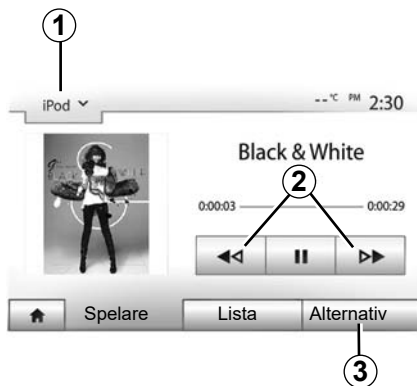 1
iPod
--°C PM 2:30
Black & White
2
0:00:03 0:00:29
Spelare Lista Alternativ
3